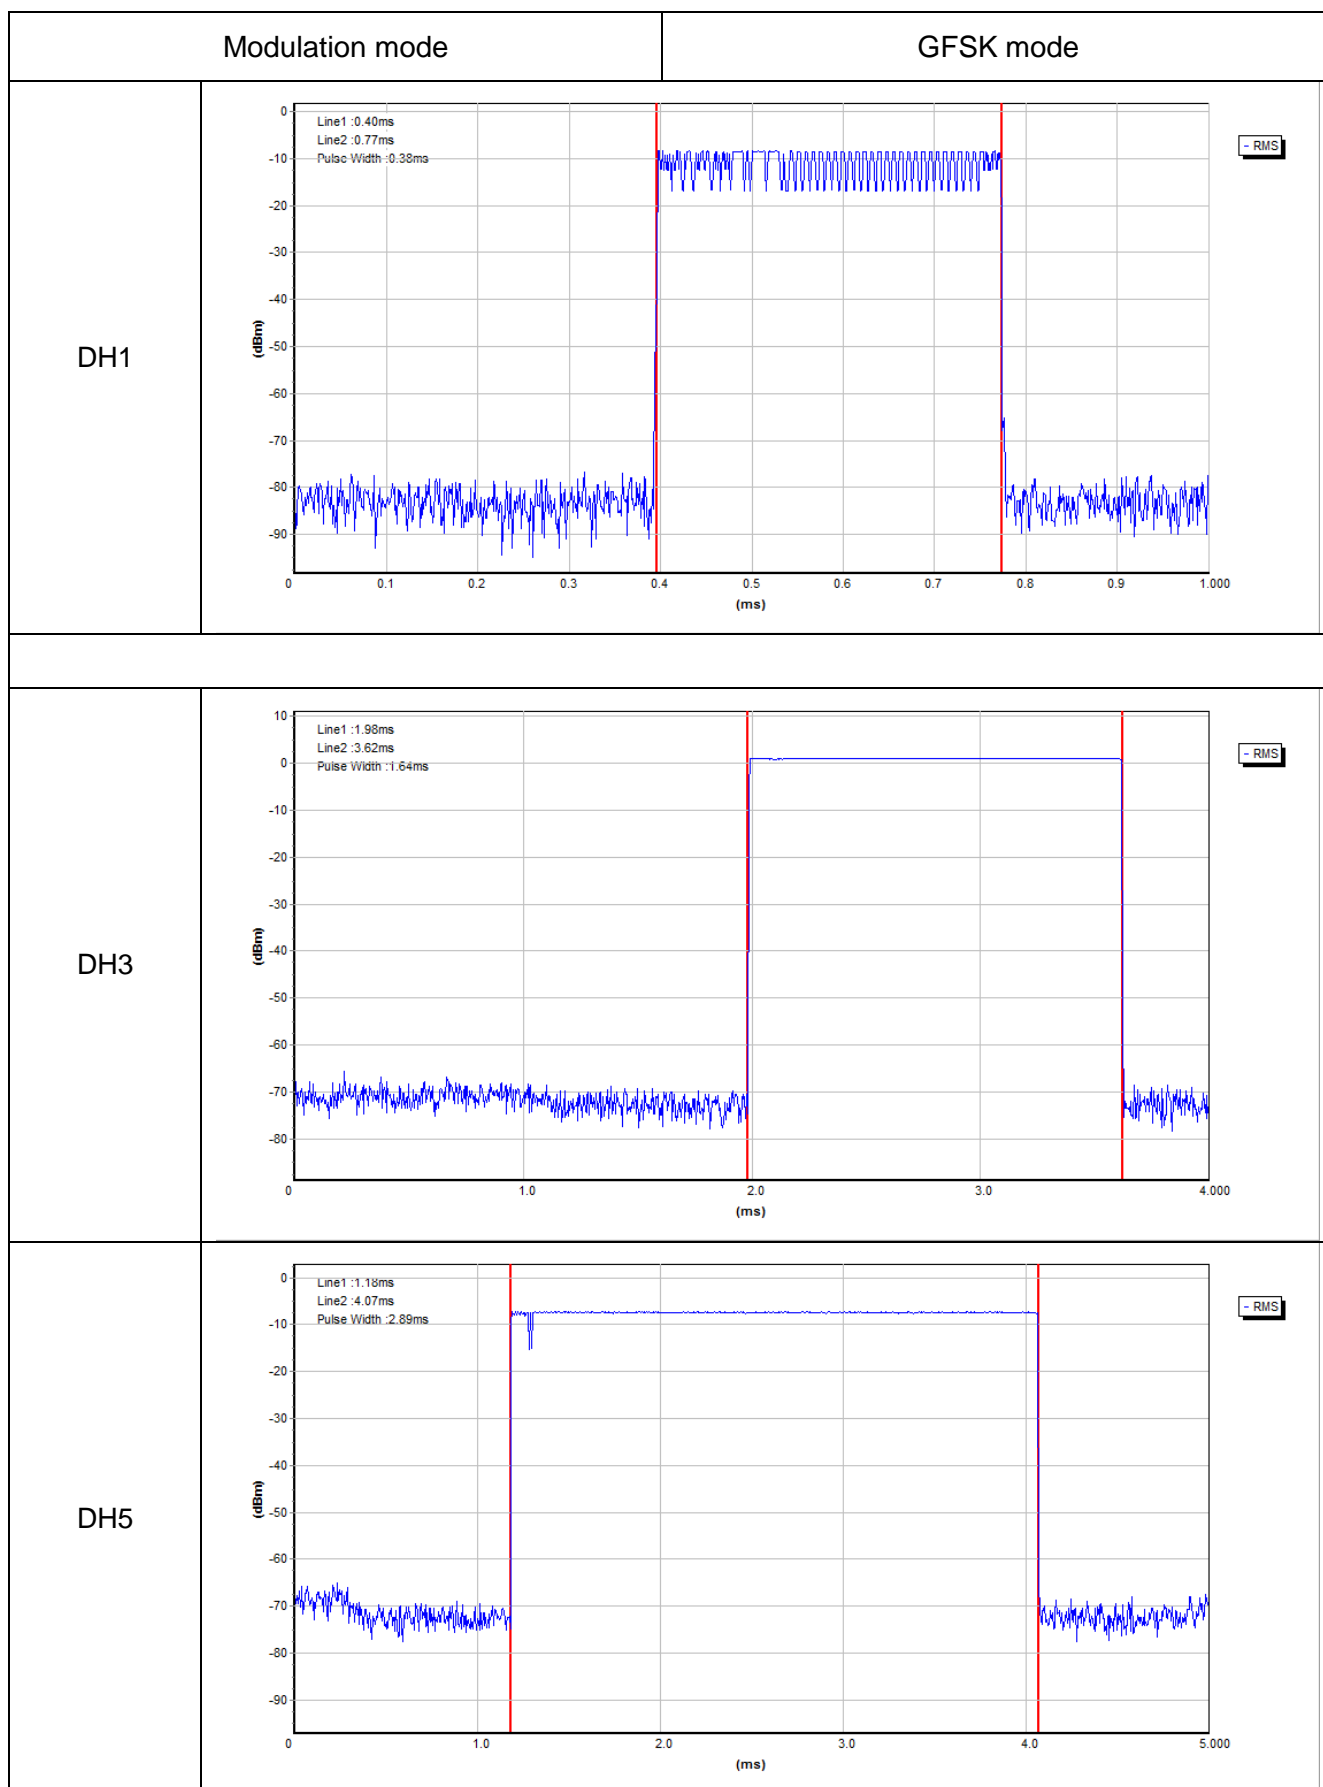 Modulation mode GFSK mode
DH1
Line1 :0.40ms
Line2 :0.77ms
Pulse Width :0.38ms
- RMS
0
-10
-20
-30
-40
-50
-60
-70
-80
-90
(dBm)
0 0.1 0.2 0.3 0.4 0.5 0.6 0.7 0.8 0.9 1.000
(ms)
DH3
Line1 :1.98ms
Line2 :3.62ms
Pulse Width :1.64ms
- RMS
10
0
-10
-20
-30
-40
-50
-60
-70
-80
(dBm)
0 1.0 2.0 3.0 4.000
(ms)
DH5
Line1 :1.18ms
Line2 :4.07ms
Pulse Width :2.89ms
- RMS
0
-10
-20
-30
-40
-50
-60
-70
-80
-90
(dBm)
0 1.0 2.0 3.0 4.0 5.000
(ms)